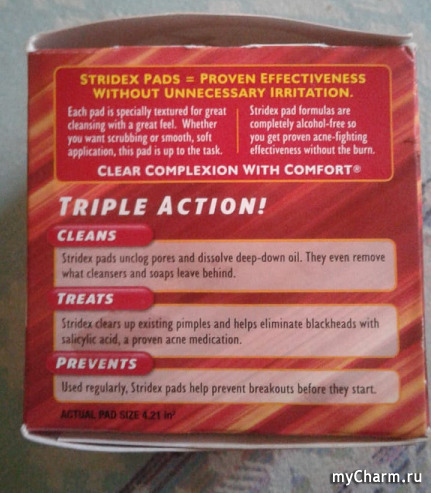 STRIDEX PADS = PROVEN EFFECTIVENESS
WITHOUT UNNECESSARY IRRITATION.
Each pad is specially textured for great
cleansing with a great feel. Whether
you want scrubbing or smooth, soft
application, this pad is up to the task.
Stridex pad formulas are
completely alcohol-free so
you get proven acne-fighting
effectiveness without the burn.
CLEAR COMPLEXION WITH COMFORT®
TRIPLE ACTION!
CLEANS
Stridex pads unclog pores and dissolve deep-down oil. They even remove
what cleansers and soaps leave behind.
TREATS
Stridex clears up existing pimples and helps eliminate blackheads with
salicylic acid, a proven acne medication.
PREVENTS
Used regularly, Stridex pads help prevent breakouts before they start.
ACTUAL PAD SIZE 4.21 in²
myCharm.ru